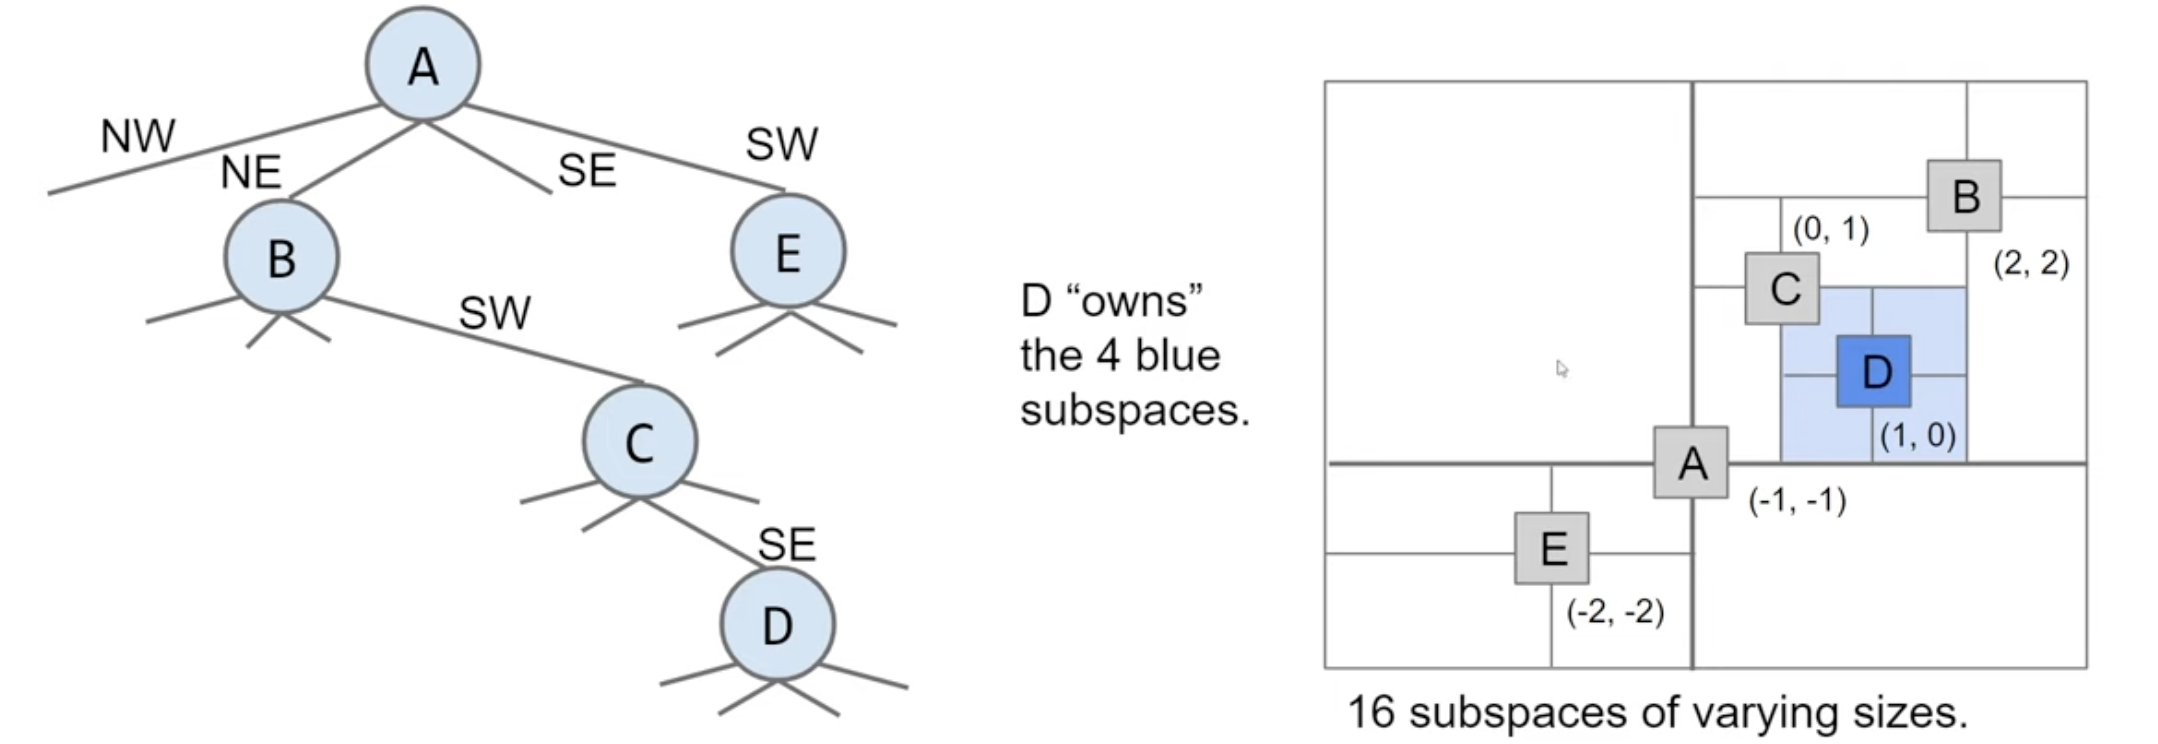 A
NW
NE
SE
SW
B
E
SW
C
SE
D
D “owns”
the 4 blue
subspaces.
B
(0, 1)
(2, 2)
C
D
(1, 0)
A
(-1, -1)
E
(-2, -2)
16 subspaces of varying sizes.